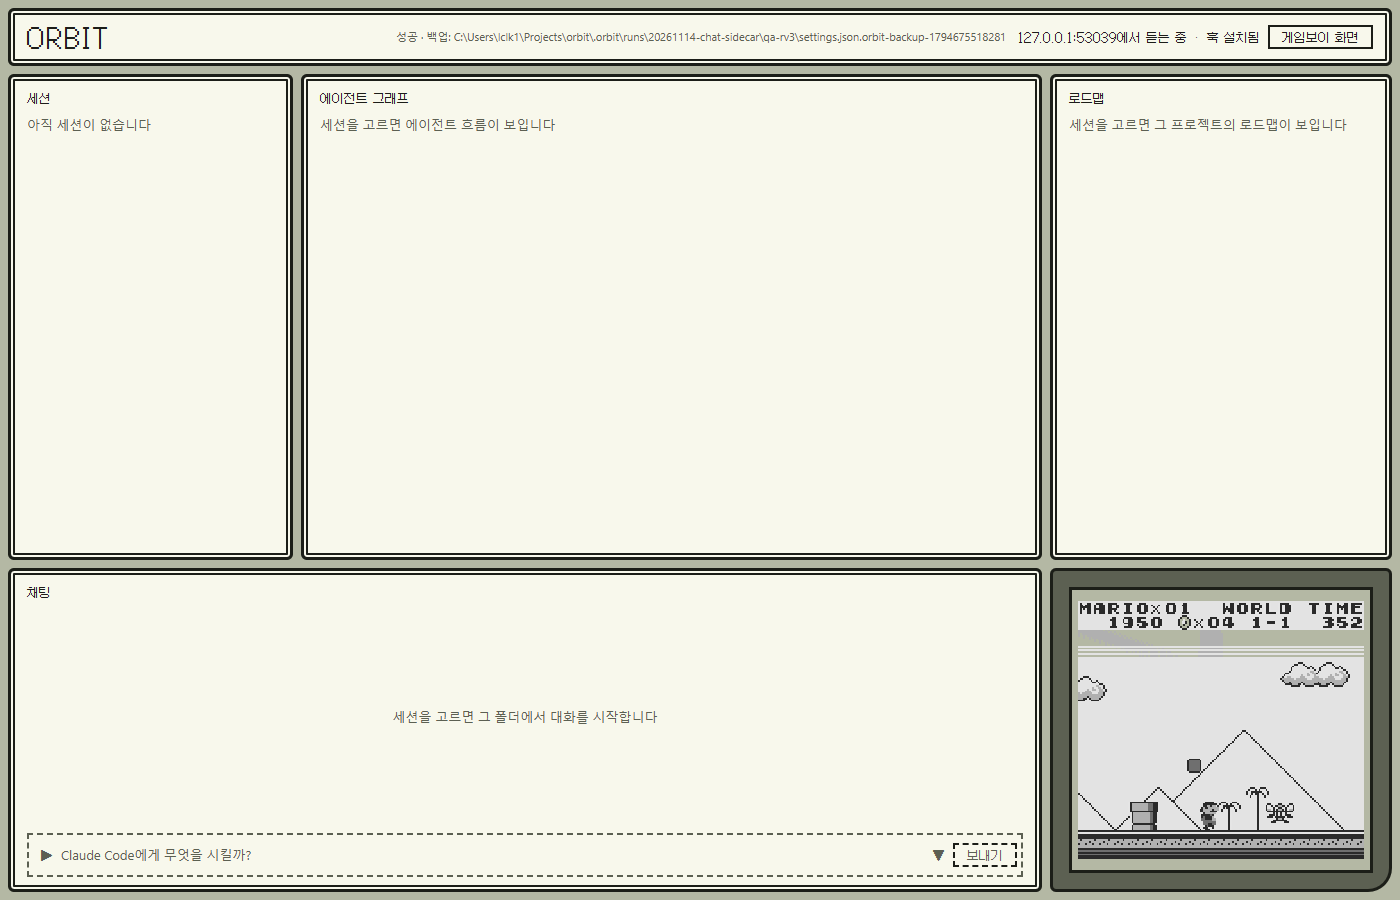 ORBIT
성공 · 백업: C:\Users\lclk1\Projects\orbit\.orbit\runs\20261114-chat-sidecar\qa-rv3\settings.json.orbit-backup-1794675518281
127.0.0.1:53039에서 듣는 중 · 훅 설치됨
게임보이 화면
세션
아직 세션이 없습니다
에이전트 그래프
세션을 고르면 에이전트 흐름이 보입니다
로드맵
세션을 고르면 그 프로젝트의 로드맵이 보입니다
채팅
세션을 고르면 그 폴더에서 대화를 시작합니다
▶ Claude Code에게 무엇을 시킬까?
▼ 보내기
MARIO×01 WORLD TIME
1950 ×04 1-1 352